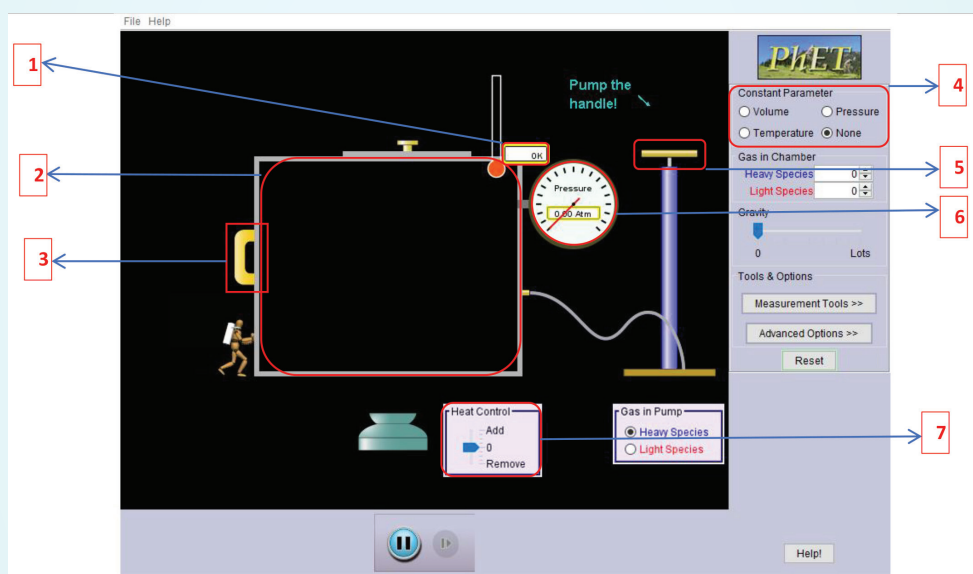 File Help
1
2
3
4
5
6
7
Pump the
handle!
0K
Pressure
0.00 Atm
PhET
Constant Parameter
Volume Pressure
Temperature None
Gas in Chamber
Heavy Species 0
Light Species 0
Gravity
0 Lots
Tools & Options
Measurement Tools >>
Advanced Options >>
Reset
Heat Control
Add
0
Remove
Gas in Pump
Heavy Species
Light Species
Help!